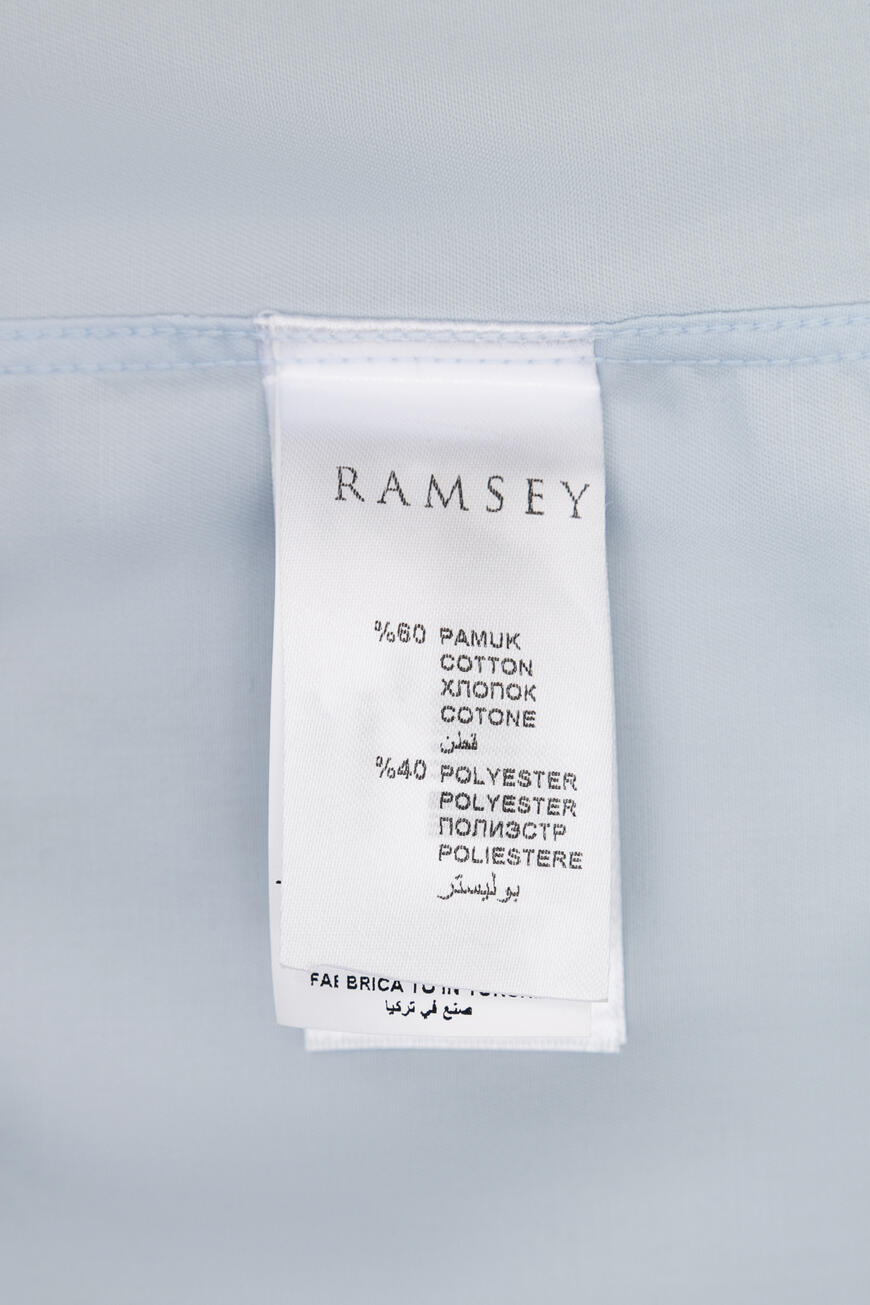 RAMSEY
%60 PAMUK
COTTON
ХЛОПОК
COTONE
قطن
%40 POLYESTER
POLYESTER
ПОЛИЭСТР
POLIESTERE
بوليستر
صنع في تركيا